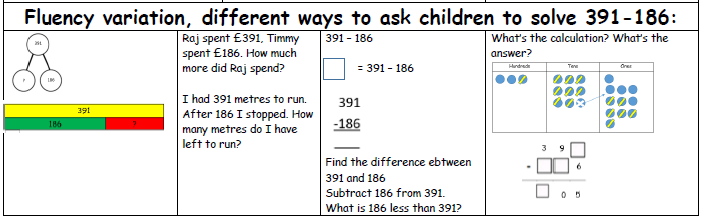 Fluency variation, different ways to ask children to solve 391-186:
391
?
186
391
186
?
Raj spent £391, Timmy
spent £186. How much
more did Raj spend?
I had 391 metres to run.
After 186 I stopped. How
many metres do I have
left to run?
391 – 186
= 391 – 186
391
-186
Find the difference ebtween
391 and 186
Subtract 186 from 391.
What is 186 less than 391?
What's the calculation? What's the
answer?
Hundreds Tens Ones
3 9
- 6
0 5